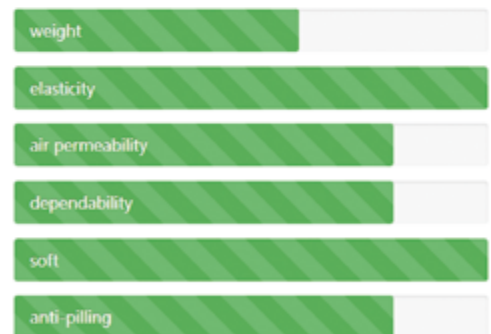 weight
elasticity
air permeability
dependability
soft
anti-pilling